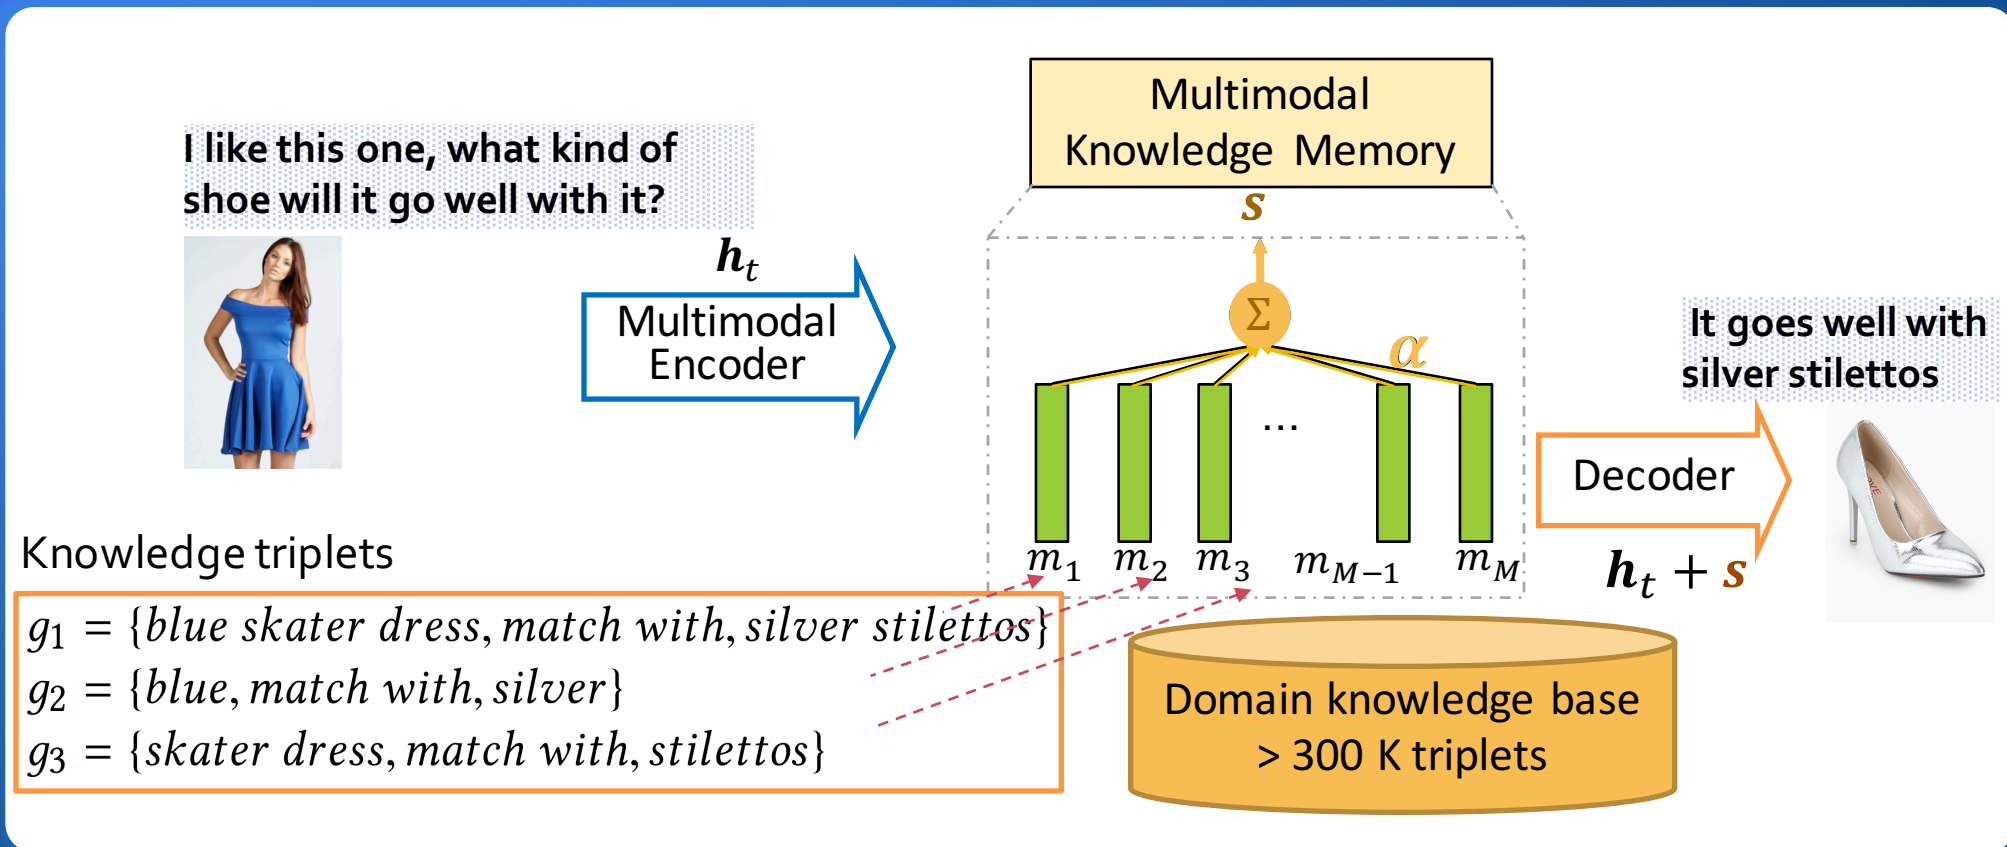 Multimodal
Knowledge Memory
I like this one, what kind of
shoe will it go well with it?
s
h_t
Multimodal
Encoder
Σ
α
It goes well with
silver stilettos
...
Decoder
m_1 m_2 m_3 m_{M−1} m_M
h_t + s
Knowledge triplets
g_1 = {blue skater dress, match with, silver stilettos}
g_2 = {blue, match with, silver}
g_3 = {skater dress, match with, stilettos}
Domain knowledge base
> 300 K triplets